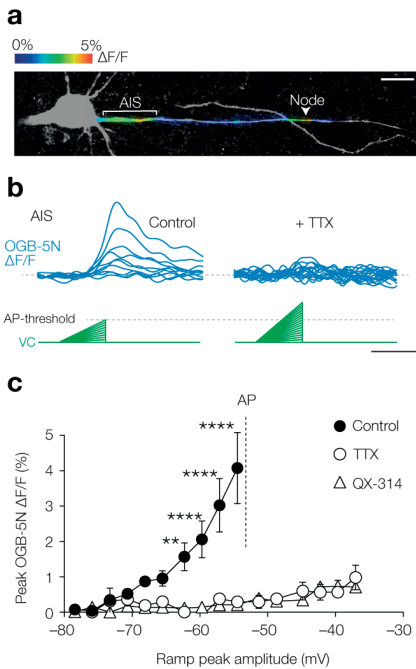 a
0% 5%
ΔF/F
AIS
Node
b
AIS
Control
+ TTX
OGB-5N
ΔF/F
AP-threshold
VC
c
AP
Control
TTX
QX-314
****
****
****
**
Peak OGB-5N ΔF/F (%)
5
4
3
2
1
0
−80 −70 −60 −50 −40 −30
Ramp peak amplitude (mV)